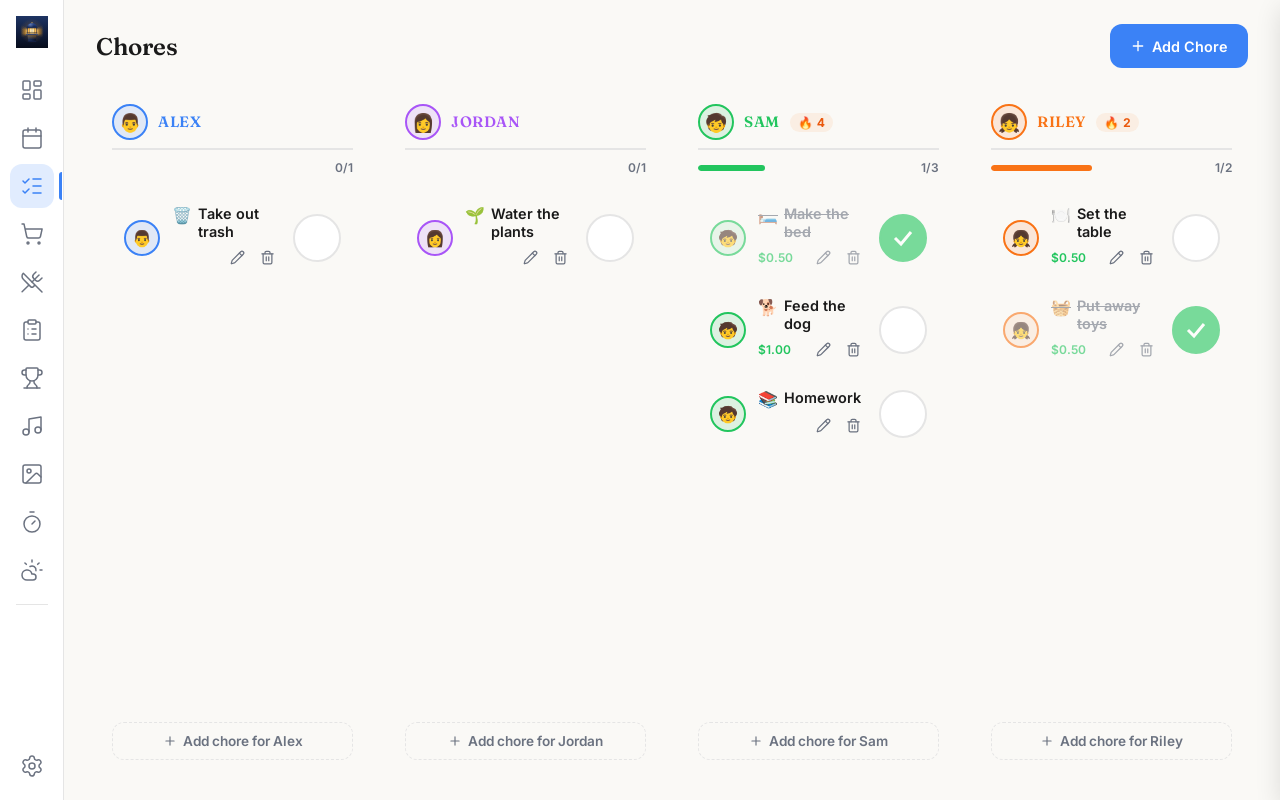 Chores
+ Add Chore
ALEX
0/1
Take out
trash
+ Add chore for Alex
JORDAN
0/1
Water the
plants
+ Add chore for Jordan
SAM
🔥 4
1/3
Make the
bed
$0.50
Feed the
dog
$1.00
Homework
+ Add chore for Sam
RILEY
🔥 2
1/2
Set the
table
$0.50
Put away
toys
$0.50
+ Add chore for Riley